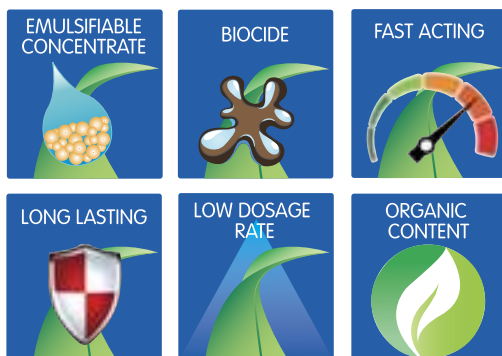 EMULSIFIABLE
CONCENTRATE
BIOCIDE
FAST ACTING
LONG LASTING
LOW DOSAGE
RATE
ORGANIC
CONTENT